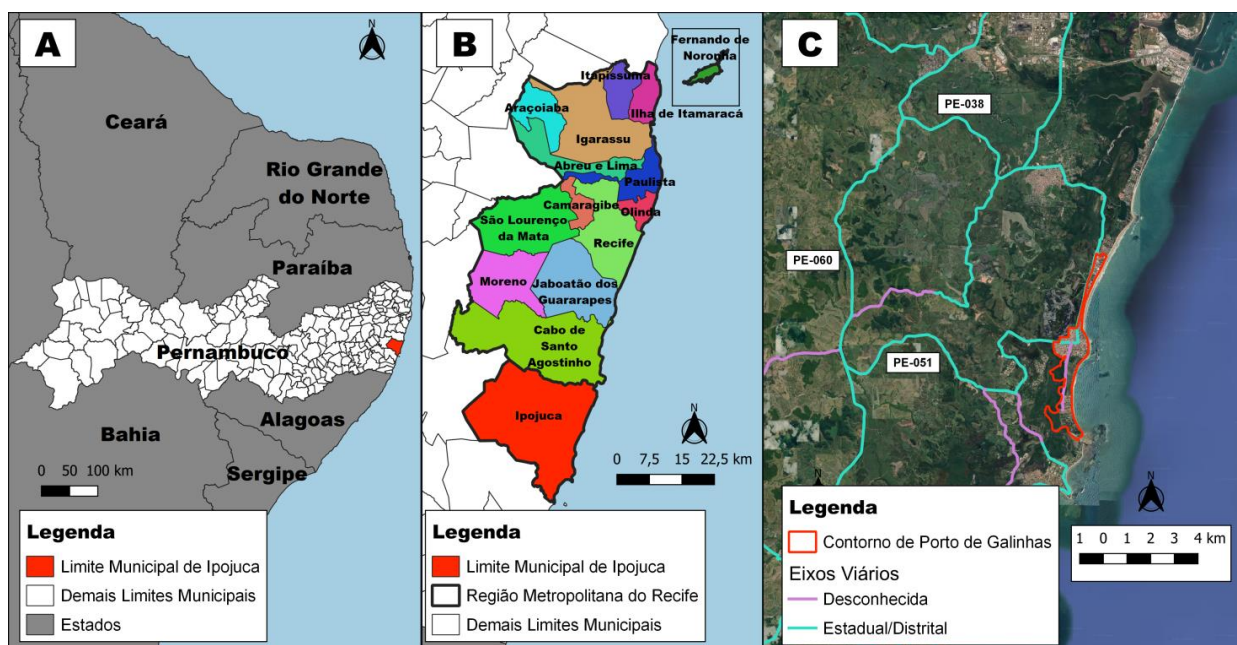 A
N
Ceará
Rio Grande
do Norte
Paraíba
Pernambuco
Alagoas
Bahia
Sergipe
0 50 100 km
Legenda
Limite Municipal de Ipojuca
Demais Limites Municipais
Estados
B
Fernando de
Noronha
Itapissuma
Araçoiaba
Ilha de Itamaracá
Igarassu
Abreu e Lima
Paulista
Camaragibe
Olinda
São Lourenço
da Mata
Recife
Moreno
Jaboatão dos
Guararapes
Cabo de
Santo
Agostinho
Ipojuca
N
0 7,5 15 22,5 km
Legenda
Limite Municipal de Ipojuca
Região Metropolitana do Recife
Demais Limites Municipais
C
PE-038
PE-060
PE-051
N
N
Legenda
Contorno de Porto de Galinhas
Eixos Viários
Desconhecida
Estadual/Distrital
1 0 1 2 3 4 km